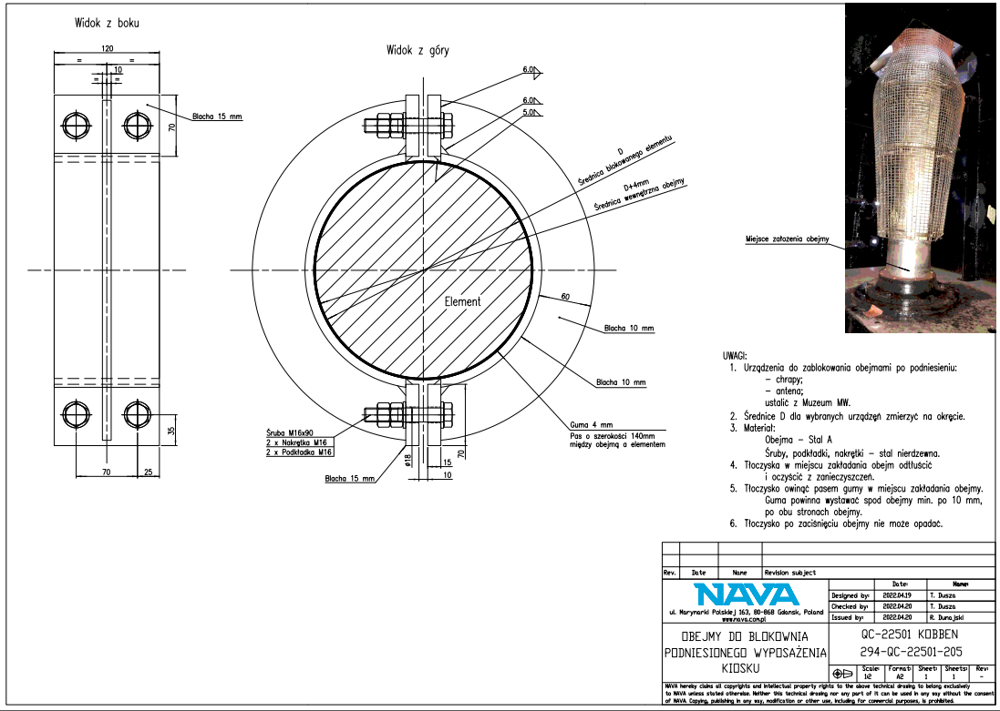 Widok z boku
120
=
=
10
=
=
Blacha 15 mm
70
35
70
25
Widok z góry
6.0
6.0
5.0
D
Średnica blokowanego elementu
D+4mm
Średnica wewnętrzna obejmy
Element
60
Blacha 10 mm
Blacha 10 mm
Guma 4 mm
Pas o szerokości 140mm
między obejmą a elementem
Śruba M16x90
2 x Nakrętka M16
2 x Podkładka M16
Blacha 15 mm
ø18
70
15
10
Miejsce założenia obejmy
UWAGI:
1. Urządzenia do zablokowania obejmami po podniesieniu:
– chrapy;
– antena;
ustalić z Muzeum MW.
2. Średnice D dla wybranych urządzęń zmierzyć na okręcie.
3. Materiał:
Obejma – Stal A
Śruby, podkładki, nakrętki – stal nierdzewna.
4. Tłoczyska w miejscu zakładania obejm odtłuścić
i oczyścić z zanieczyszczeń.
5. Tłoczysko owinąć pasem gumy w miejscu zakładania obejmy.
Guma powinna wystawać spod obejmy min. po 10 mm,
po obu stronach obejmy.
6. Tłoczysko po zaciśnięciu obejmy nie może opadać.
Rev. Date Name Revision subject
NAVA
ul. Marynarki Polskiej 163, 80-868 Gdansk, Poland
www.nava.com.pl
Date: Name:
Designed by: 2022.04.19 T. Dusza
Checked by: 2022.04.20 T. Dusza
Issued by: 2022.04.20 R. Dunajski
OBEJMY DO BLOKOWNIA
PODNIESIONEGO WYPOSAŻENIA
KIOSKU
QC-22501 KOBBEN
294-QC-22501-205
Scale: Format: Sheet: Sheets: Rev:
1:2 A2 1 1 -
NAVA hereby claims all copyrights and intellectual property rights to the above technical drawing to belong exclusively
to NAVA unless stated otherwise. Neither this technical drawing nor any part of it can be used in any way without the consent
of NAVA. Copying, publishing in any way, modification or other use, including for commercial purposes, is prohibited.